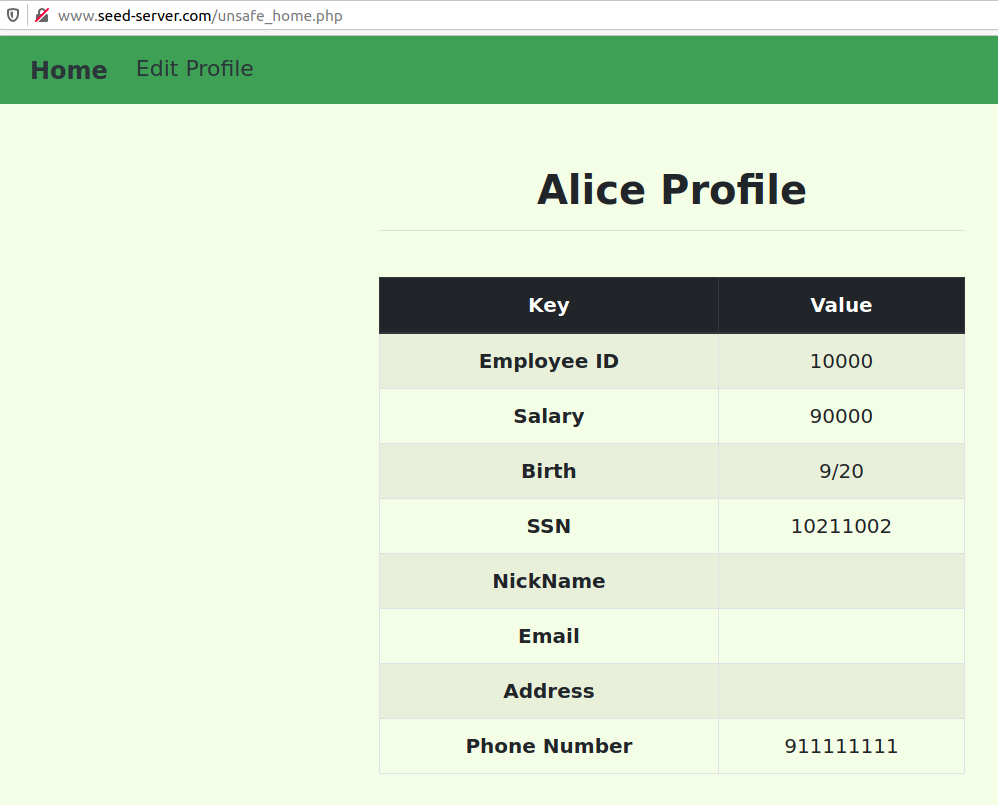 www.seed-server.com/unsafe_home.php
Home Edit Profile
Alice Profile
Key Value
Employee ID 10000
Salary 90000
Birth 9/20
SSN 10211002
NickName
Email
Address
Phone Number 911111111